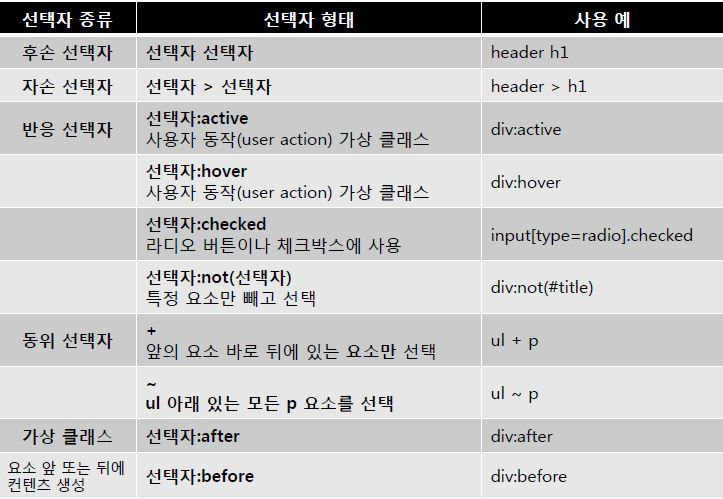 선택자 종류 선택자 형태 사용 예
후손 선택자 선택자 선택자 header h1
자손 선택자 선택자 > 선택자 header > h1
반응 선택자 선택자:active div:active
사용자 동작(user action) 가상 클래스
선택자:hover div:hover
사용자 동작(user action) 가상 클래스
선택자:checked input[type=radio].checked
라디오 버튼이나 체크박스에 사용
선택자:not(선택자) div:not(#title)
특정 요소만 빼고 선택
동위 선택자 + ul + p
앞의 요소 바로 뒤에 있는 요소만 선택
~ ul ~ p
ul 아래 있는 모든 p 요소를 선택
가상 클래스 선택자:after div:after
요소 앞 또는 뒤에 선택자:before div:before
컨텐츠 생성